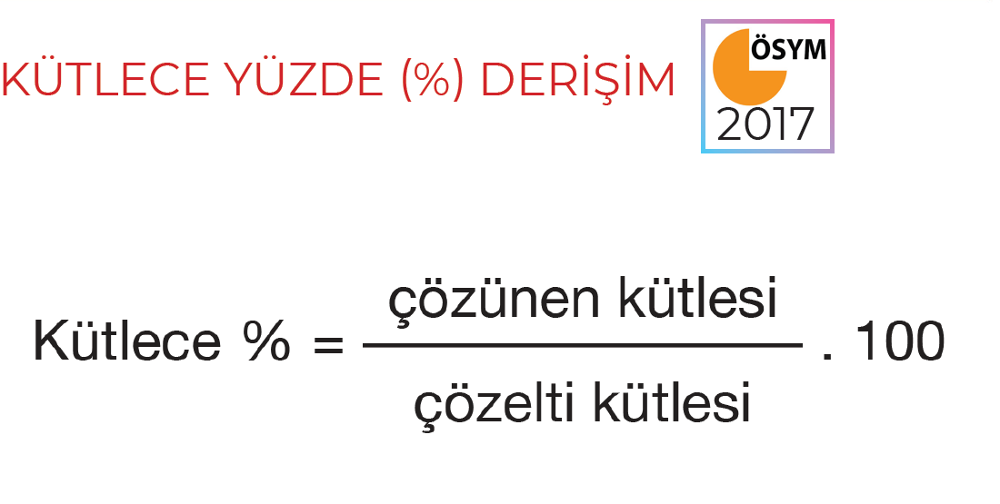 KÜTLECE YÜZDE (%) DERİŞİM
ÖSYM
2017
çözünen kütlesi
Kütlece % = . 100
çözelti kütlesi